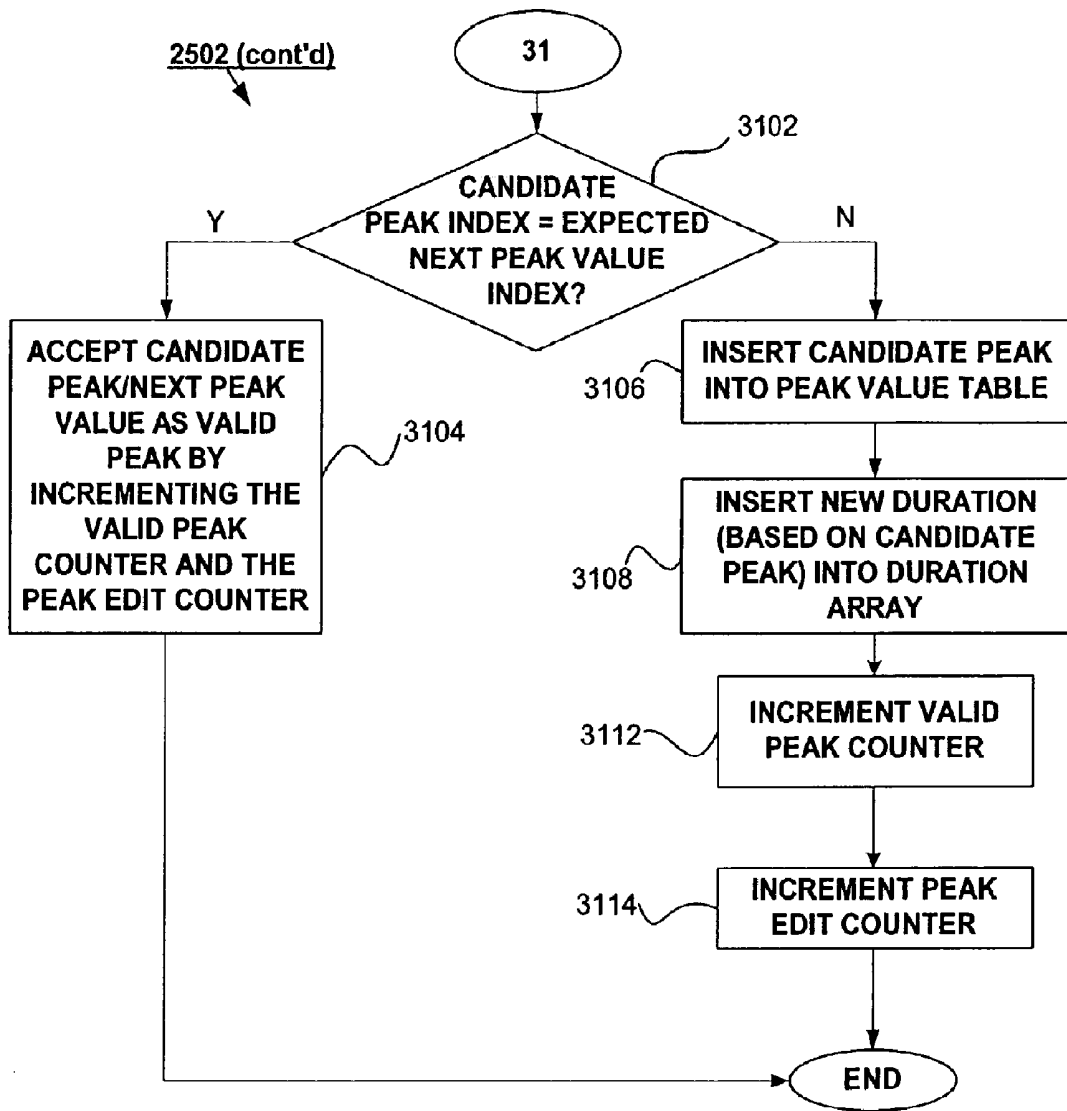 2502 (cont'd)
31
3102
CANDIDATE
PEAK INDEX = EXPECTED
NEXT PEAK VALUE
INDEX?
Y
N
ACCEPT CANDIDATE
PEAK/NEXT PEAK
VALUE AS VALID
PEAK BY
INCREMENTING THE
VALID PEAK
COUNTER AND THE
PEAK EDIT COUNTER
3104
INSERT CANDIDATE PEAK
INTO PEAK VALUE TABLE
3106
INSERT NEW DURATION
(BASED ON CANDIDATE
PEAK) INTO DURATION
ARRAY
3108
INCREMENT VALID
PEAK COUNTER
3112
INCREMENT PEAK
EDIT COUNTER
3114
END